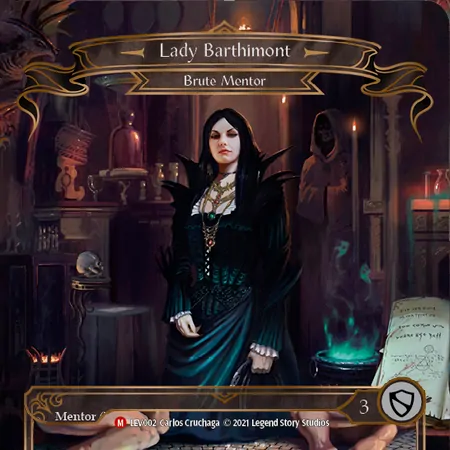 Lady Barthimont
Brute Mentor
3
Mentor
M LEV002 Carlos Cruchaga © 2021 Legend Story Studios